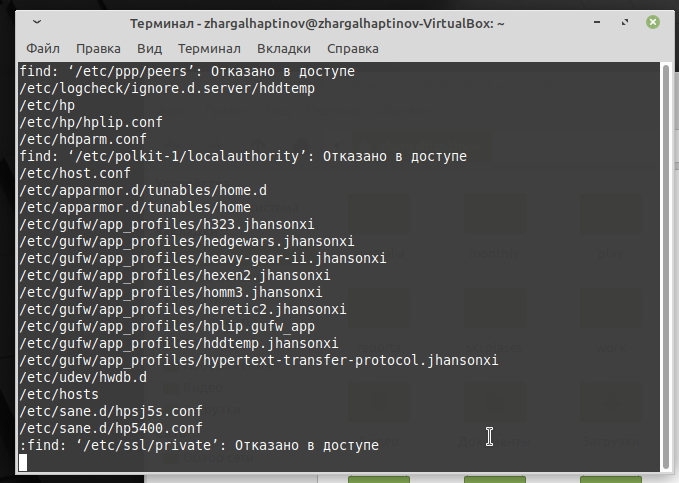 Терминал - zhargalhaptinov@zhargalhaptinov-VirtualBox: ~
Файл Правка Вид Терминал Вкладки Справка
find: ‘/etc/ppp/peers’: Отказано в доступе
/etc/logcheck/ignore.d.server/hddtemp
/etc/hp
/etc/hp/hplip.conf
/etc/hdparm.conf
find: ‘/etc/polkit-1/localauthority’: Отказано в доступе
/etc/host.conf
/etc/apparmor.d/tunables/home.d
/etc/apparmor.d/tunables/home
/etc/gufw/app_profiles/h323.jhansonxi
/etc/gufw/app_profiles/hedgewars.jhansonxi
/etc/gufw/app_profiles/heavy-gear-ii.jhansonxi
/etc/gufw/app_profiles/hexen2.jhansonxi
/etc/gufw/app_profiles/homm3.jhansonxi
/etc/gufw/app_profiles/heretic2.jhansonxi
/etc/gufw/app_profiles/hplip.gufw_app
/etc/gufw/app_profiles/hddtemp.jhansonxi
/etc/gufw/app_profiles/hypertext-transfer-protocol.jhansonxi
/etc/udev/hwdb.d
/etc/hosts
/etc/sane.d/hpsj5s.conf
/etc/sane.d/hp5400.conf
:find: ‘/etc/ssl/private’: Отказано в доступе